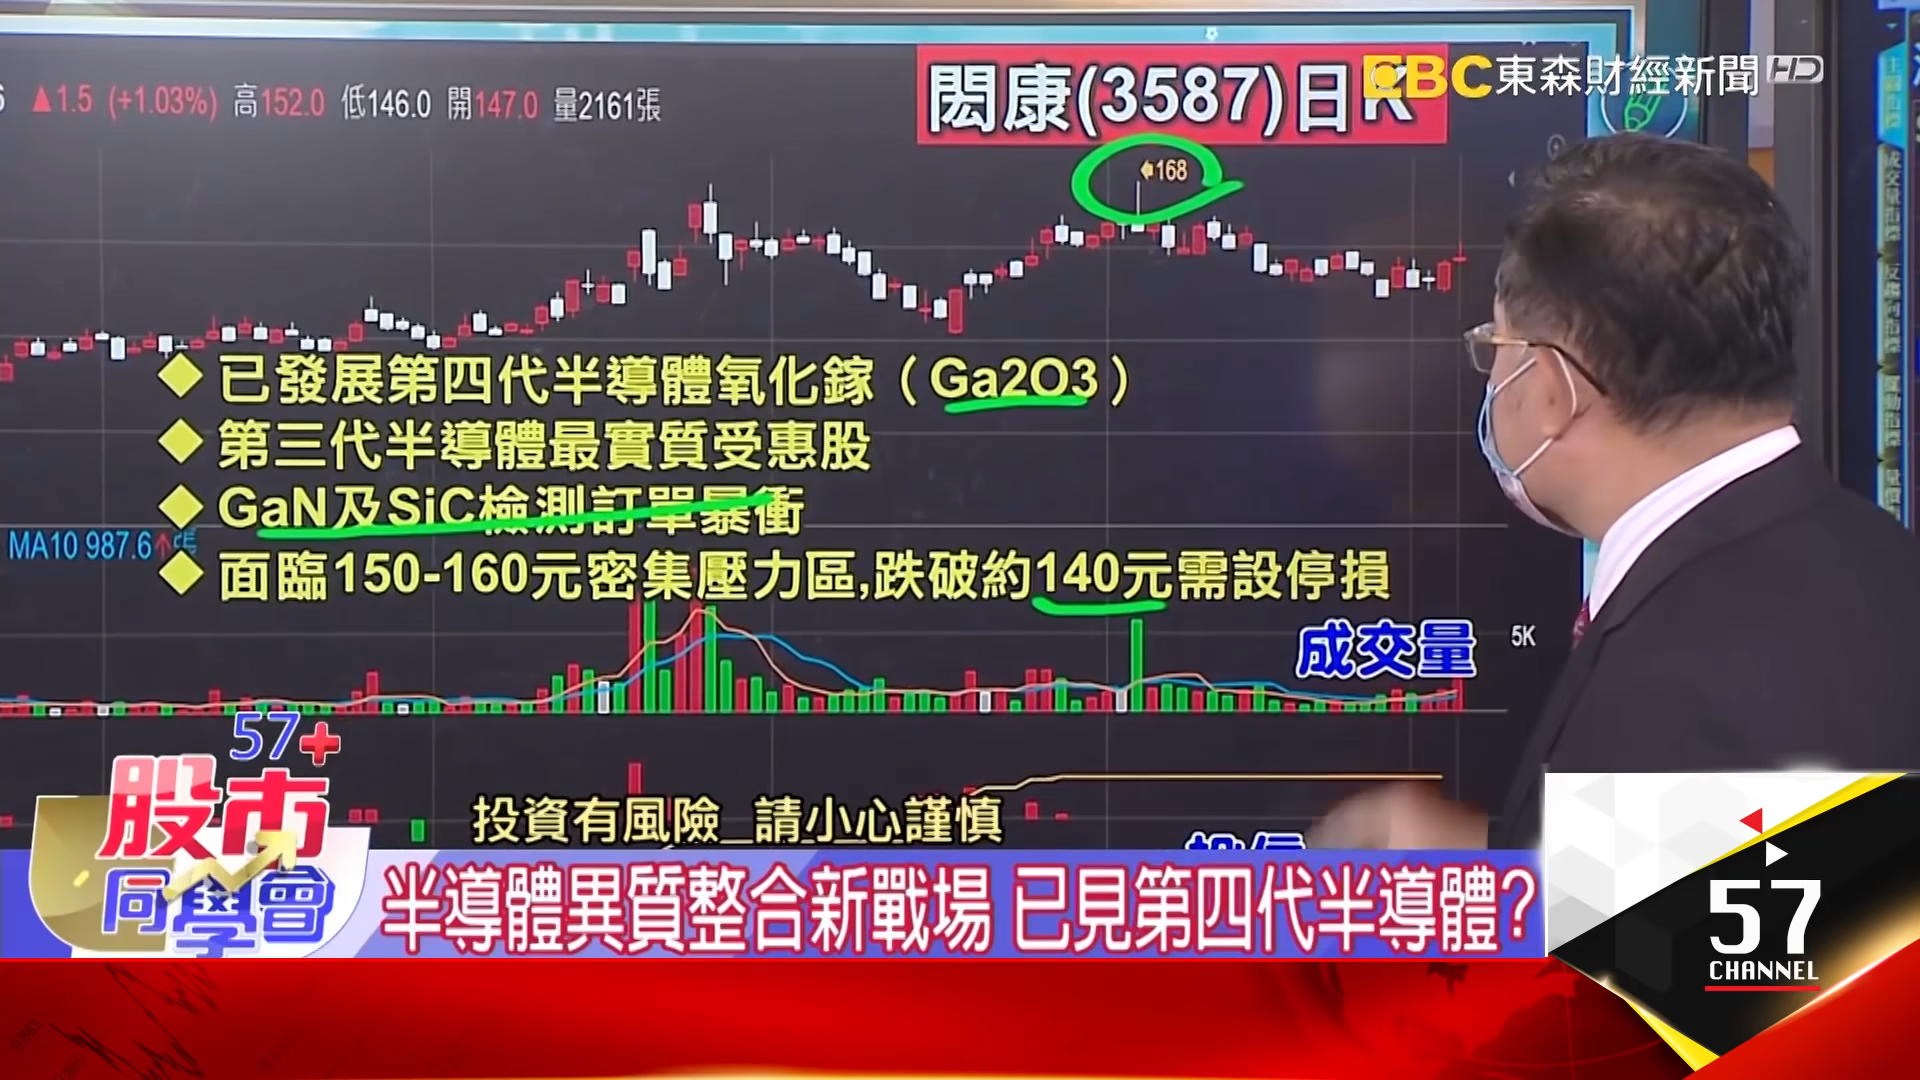 EBC東森財經新聞HD
閎康(3587)日K
▲1.5 (+1.03%) 高152.0 低146.0 開147.0 量2161張
168
◆已發展第四代半導體氧化鎵（Ga2O3）
◆第三代半導體最實質受惠股
◆GaN及SiC檢測訂單暴衝
MA10 987.6↑張
◆面臨150-160元密集壓力區,跌破約140元需設停損
成交量
5K
57+
股市
同學會
投資有風險_請小心謹慎
半導體異質整合新戰場 已見第四代半導體?
57
CHANNEL